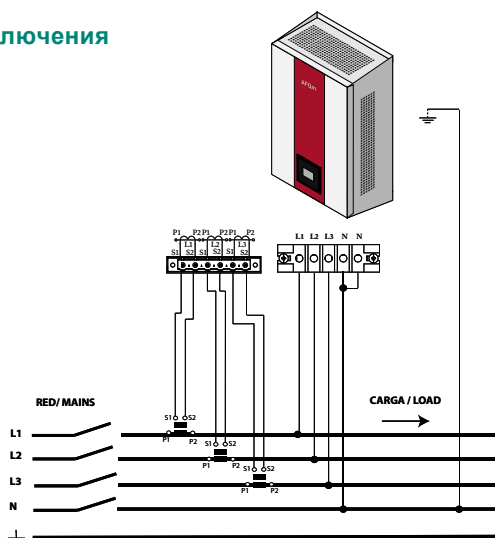 лючения
AFQm
P1 P2 P1 P2 P1 P2
L1 L2 L3
S1 S2 S1 S2 S1 S2
L1 L2 L3 N N
RED/ MAINS
CARGA / LOAD
S1 S2
L1
P1 P2 S1 S2
L2
P1 P2 S1 S2
L3
P1 P2
N